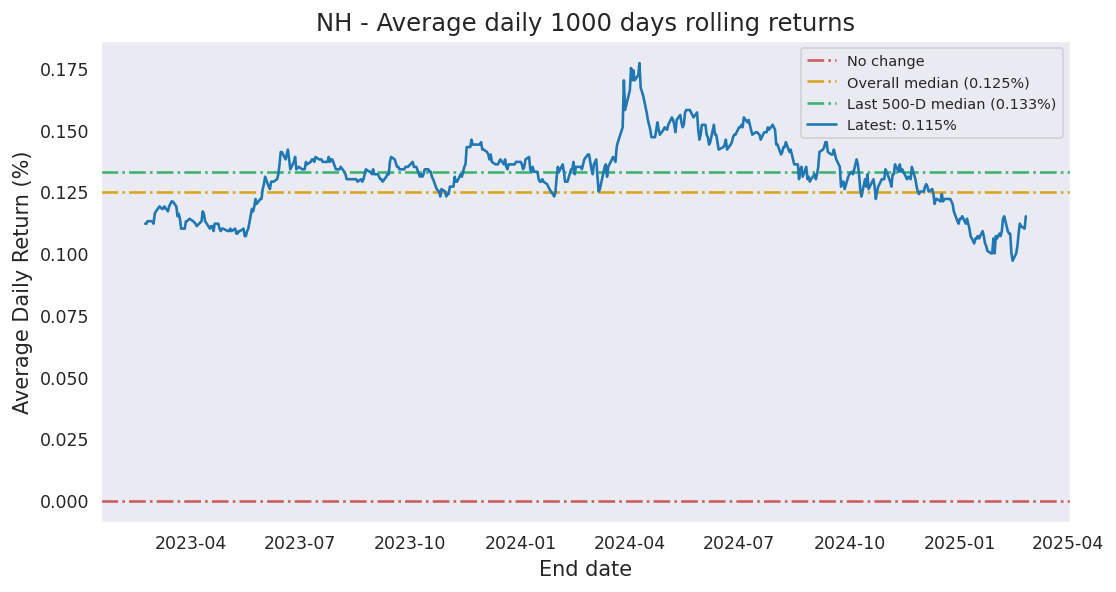 NH - Average daily 1000 days rolling returns
Average Daily Return (%)
0.175
0.150
0.125
0.100
0.075
0.050
0.025
0.000
No change
Overall median (0.125%)
Last 500-D median (0.133%)
Latest: 0.115%
2023-04 2023-07 2023-10 2024-01 2024-04 2024-07 2024-10 2025-01 2025-04
End date